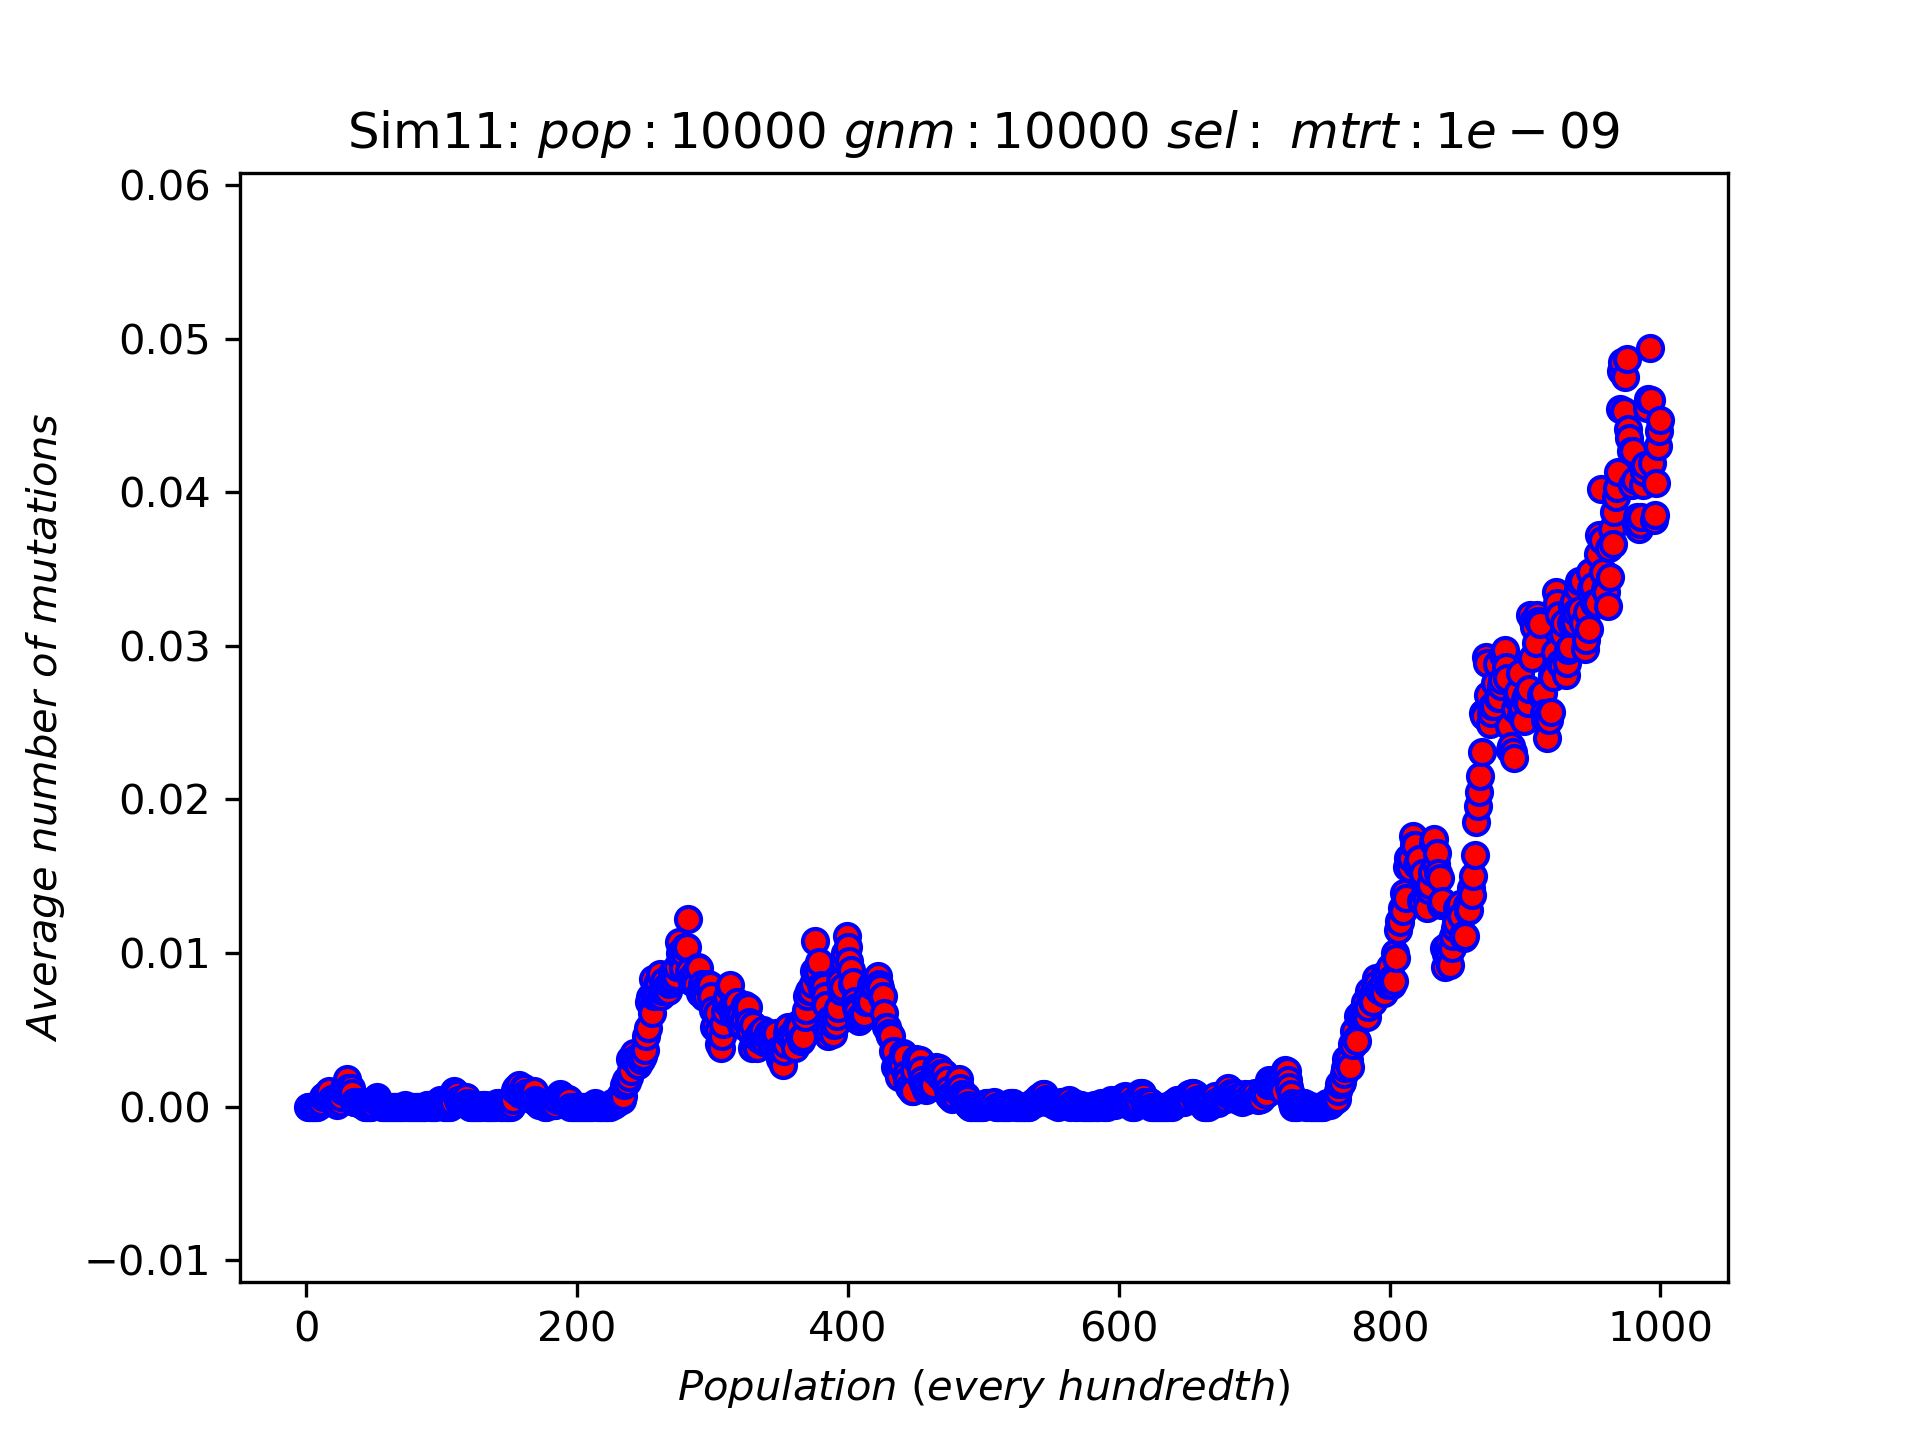 Sim11: pop : 10000 gnm : 10000 sel : mtrt : 1e − 09
0.06
0.05
0.04
0.03
0.02
0.01
0.00
−0.01
Average number of mutations
0 200 400 600 800 1000
Population (every hundredth)